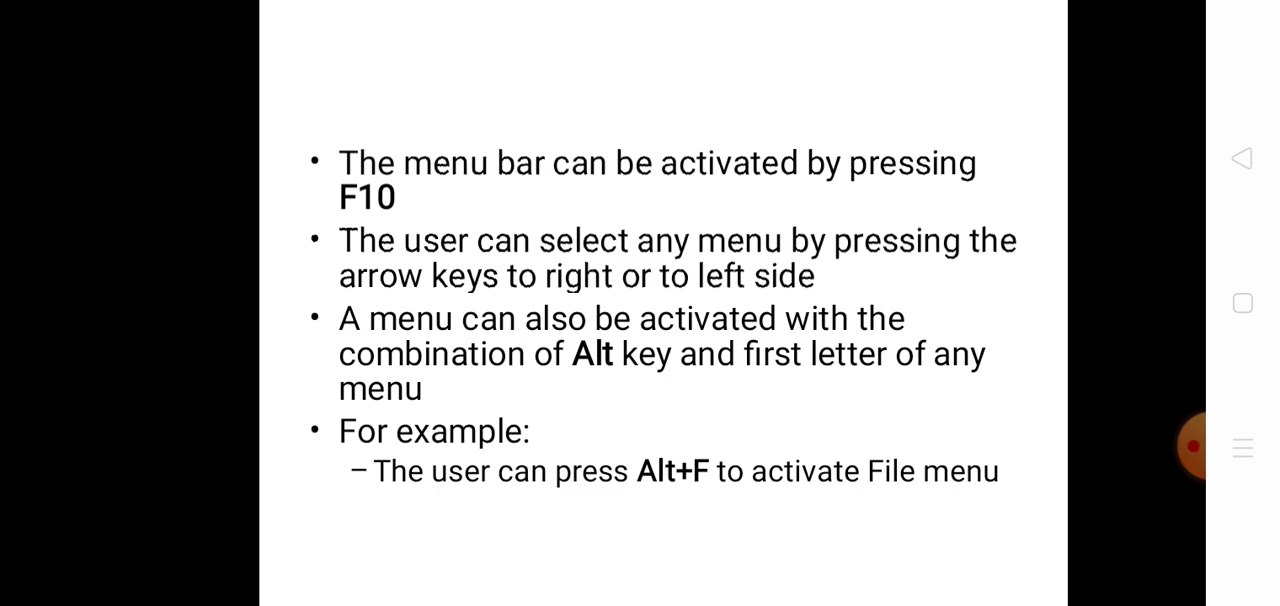 • The menu bar can be activated by pressing
F10
• The user can select any menu by pressing the
arrow keys to right or to left side
• A menu can also be activated with the
combination of Alt key and first letter of any
menu
• For example:
– The user can press Alt+F to activate File menu